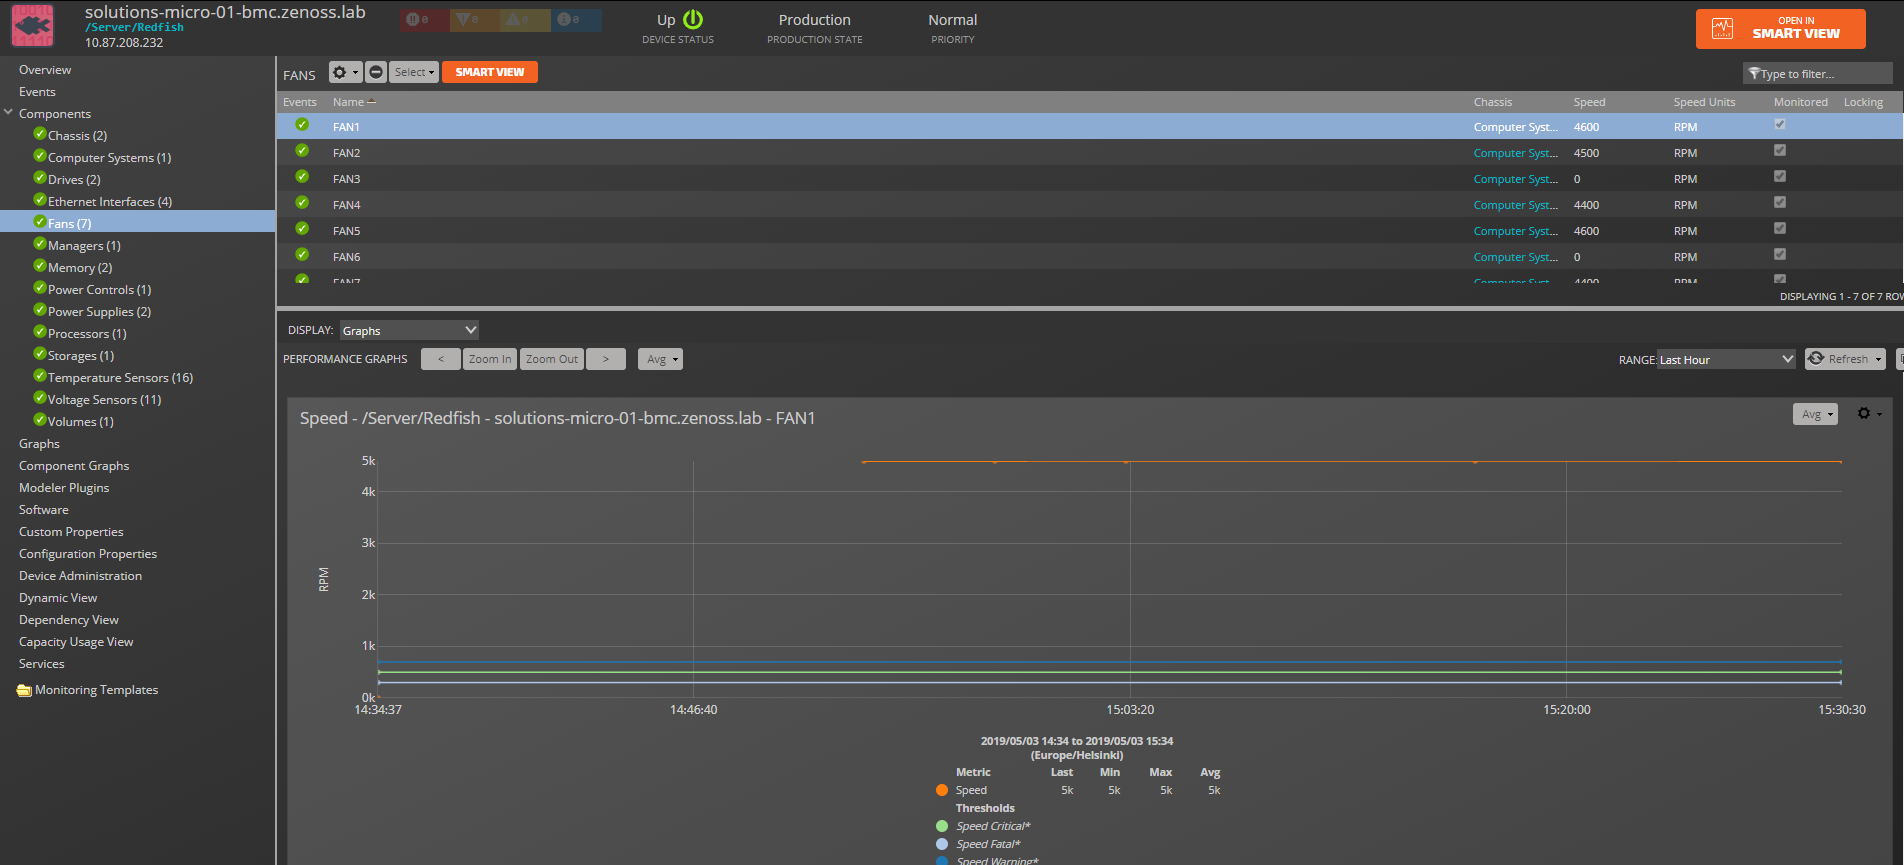 solutions-micro-01-bmc.zenoss.lab
/Server/Redfish
10.87.208.232
0 0 0 0
Up
DEVICE STATUS
Production
PRODUCTION STATE
Normal
PRIORITY
OPEN IN
SMART VIEW
Overview
Events
Components
Chassis (2)
Computer Systems (1)
Drives (2)
Ethernet Interfaces (4)
Fans (7)
Managers (1)
Memory (2)
Power Controls (1)
Power Supplies (2)
Processors (1)
Storages (1)
Temperature Sensors (16)
Voltage Sensors (11)
Volumes (1)
Graphs
Component Graphs
Modeler Plugins
Software
Custom Properties
Configuration Properties
Device Administration
Dynamic View
Dependency View
Capacity Usage View
Services
Monitoring Templates
FANS Select SMART VIEW Type to filter...
Events Name Chassis Speed Speed Units Monitored Locking
FAN1 Computer Syst... 4600 RPM
FAN2 Computer Syst... 4500 RPM
FAN3 Computer Syst... 0 RPM
FAN4 Computer Syst... 4400 RPM
FAN5 Computer Syst... 4600 RPM
FAN6 Computer Syst... 0 RPM
FAN7 Computer Syst... 4400 RPM
DISPLAYING 1 - 7 OF 7 ROW
DISPLAY: Graphs
PERFORMANCE GRAPHS < Zoom In Zoom Out > Avg RANGE: Last Hour Refresh
Speed - /Server/Redfish - solutions-micro-01-bmc.zenoss.lab - FAN1 Avg
5k
4k
3k
2k
1k
0k
RPM
14:34:37 14:46:40 15:03:20 15:20:00 15:30:30
2019/05/03 14:34 to 2019/05/03 15:34
(Europe/Helsinki)
Metric Last Min Max Avg
Speed 5k 5k 5k 5k
Thresholds
Speed Critical*
Speed Fatal*
Speed Warning*